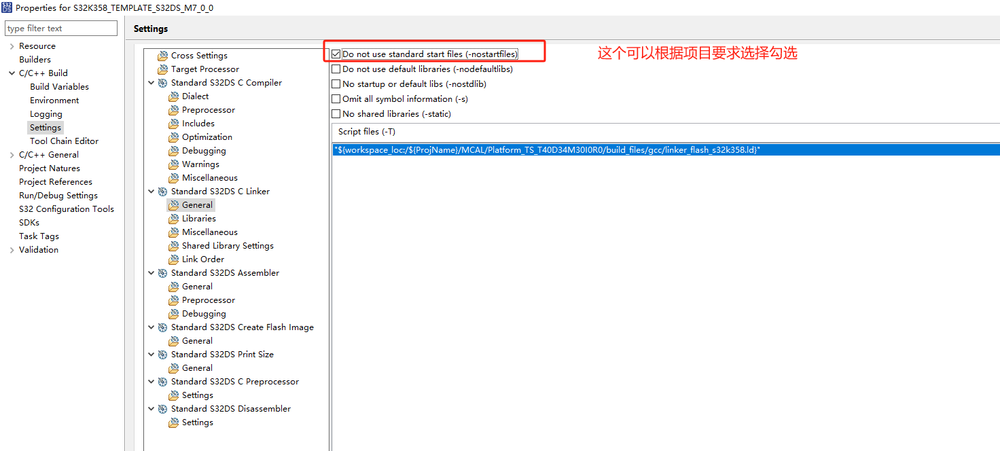 S32 DS Properties for S32K358_TEMPLATE_S32DS_M7_0_0
type filter text
Resource
Builders
C/C++ Build
Build Variables
Environment
Logging
Settings
Tool Chain Editor
C/C++ General
Project Natures
Project References
Run/Debug Settings
S32 Configuration Tools
SDKs
Task Tags
Validation
Settings
Cross Settings
Target Processor
Standard S32DS C Compiler
Dialect
Preprocessor
Includes
Optimization
Debugging
Warnings
Miscellaneous
Standard S32DS C Linker
General
Libraries
Miscellaneous
Shared Library Settings
Link Order
Standard S32DS Assembler
General
Preprocessor
Debugging
Standard S32DS Create Flash Image
General
Standard S32DS Print Size
General
Standard S32DS C Preprocessor
Settings
Standard S32DS Disassembler
Settings
Do not use standard start files (-nostartfiles)
这个可以根据项目要求选择勾选
Do not use default libraries (-nodefaultlibs)
No startup or default libs (-nostdlib)
Omit all symbol information (-s)
No shared libraries (-static)
Script files (-T)
"${workspace_loc:/${ProjName}/MCAL/Platform_TS_T40D34M30I0R0/build_files/gcc/linker_flash_s32k358.ld}"